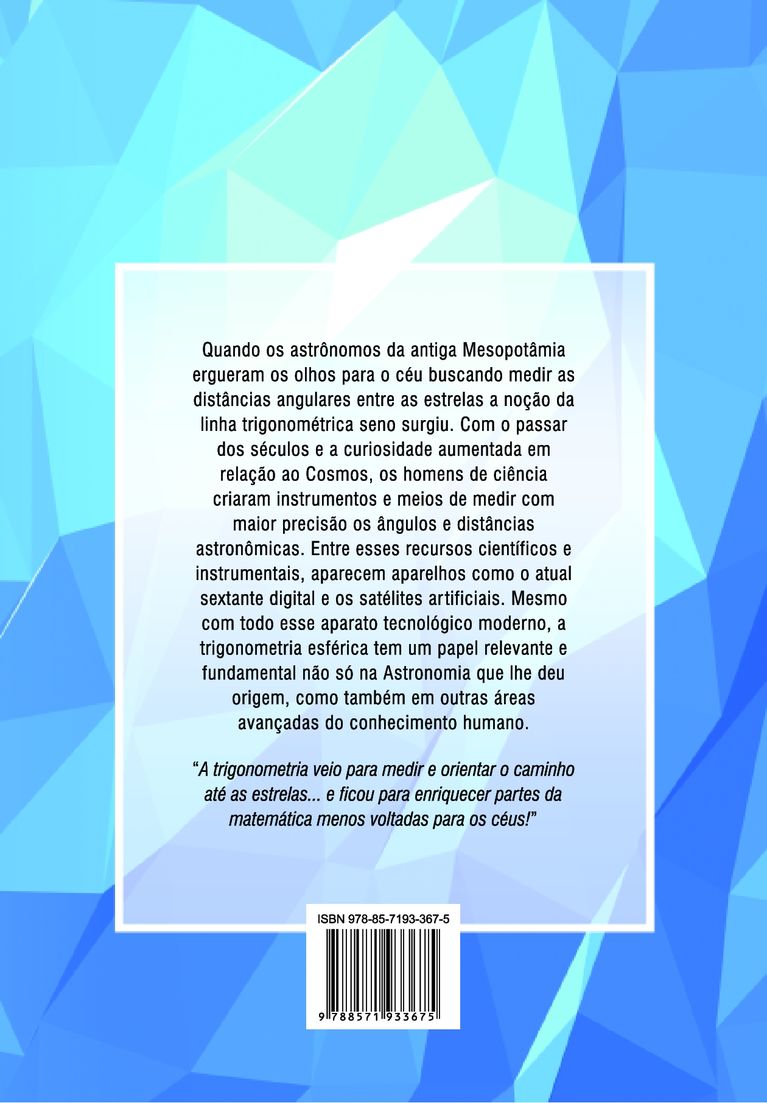 Quando os astrônomos da antiga Mesopotâmia
ergueram os olhos para o céu buscando medir as
distâncias angulares entre as estrelas a noção da
linha trigonométrica seno surgiu. Com o passar
dos séculos e a curiosidade aumentada em
relação ao Cosmos, os homens de ciência
criaram instrumentos e meios de medir com
maior precisão os ângulos e distâncias
astronômicas. Entre esses recursos científicos e
instrumentais, aparecem aparelhos como o atual
sextante digital e os satélites artificiais. Mesmo
com todo esse aparato tecnológico moderno, a
trigonometria esférica tem um papel relevante e
fundamental não só na Astronomia que lhe deu
origem, como também em outras áreas
avançadas do conhecimento humano.
“A trigonometria veio para medir e orientar o caminho
até as estrelas... e ficou para enriquecer partes da
matemática menos voltadas para os céus!”
ISBN 978-85-7193-367-5
9 788571 933675